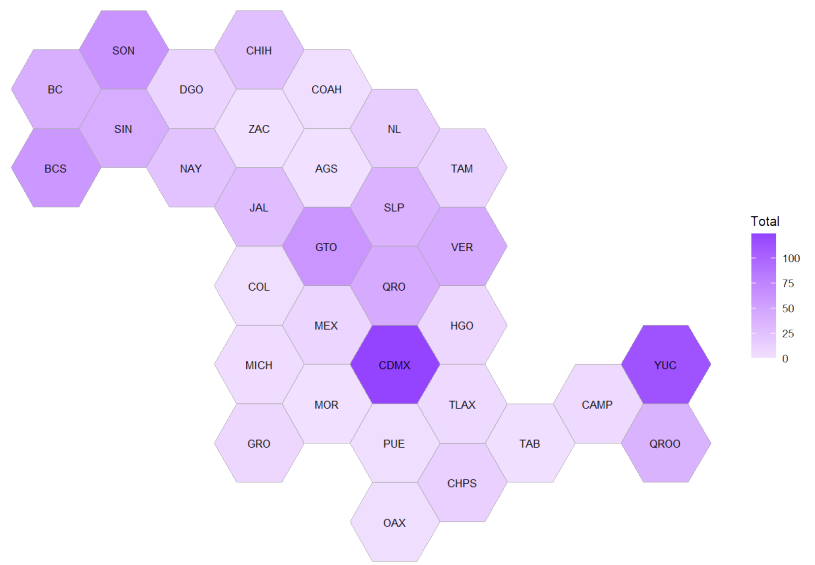 SON
CHIH
BC
DGO
COAH
SIN
ZAC
NL
BCS
NAY
AGS
TAM
JAL
SLP
GTO
VER
COL
QRO
MEX
HGO
MICH
CDMX
YUC
MOR
TLAX
CAMP
GRO
PUE
TAB
QROO
CHPS
OAX
Total
100
75
50
25
0